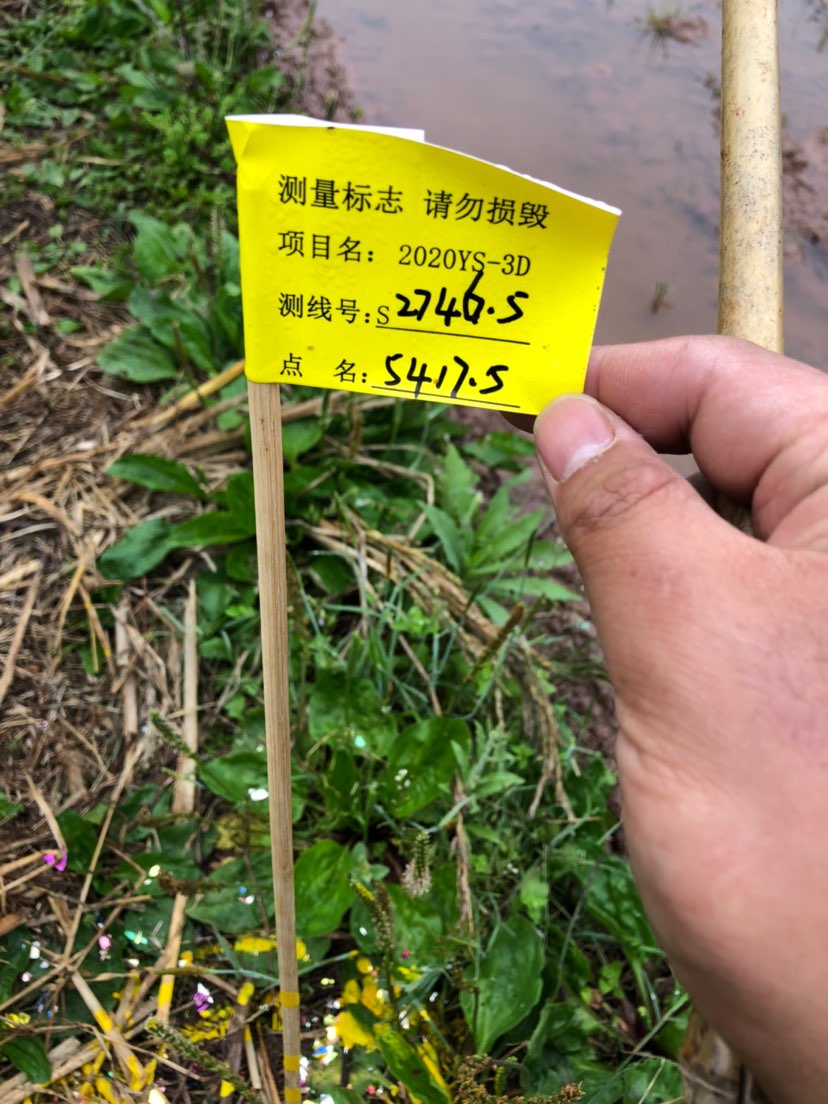 测量标志 请勿损毁
项目名: 2020YS-3D
测线号:S2746.5
点 名:5417.5